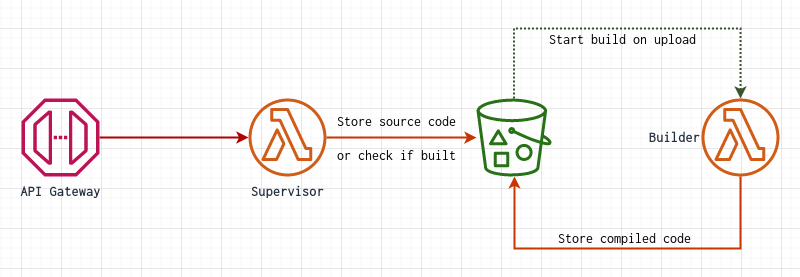 Start build on upload
Store source code
or check if built
Builder
API Gateway
Supervisor
Store compiled code